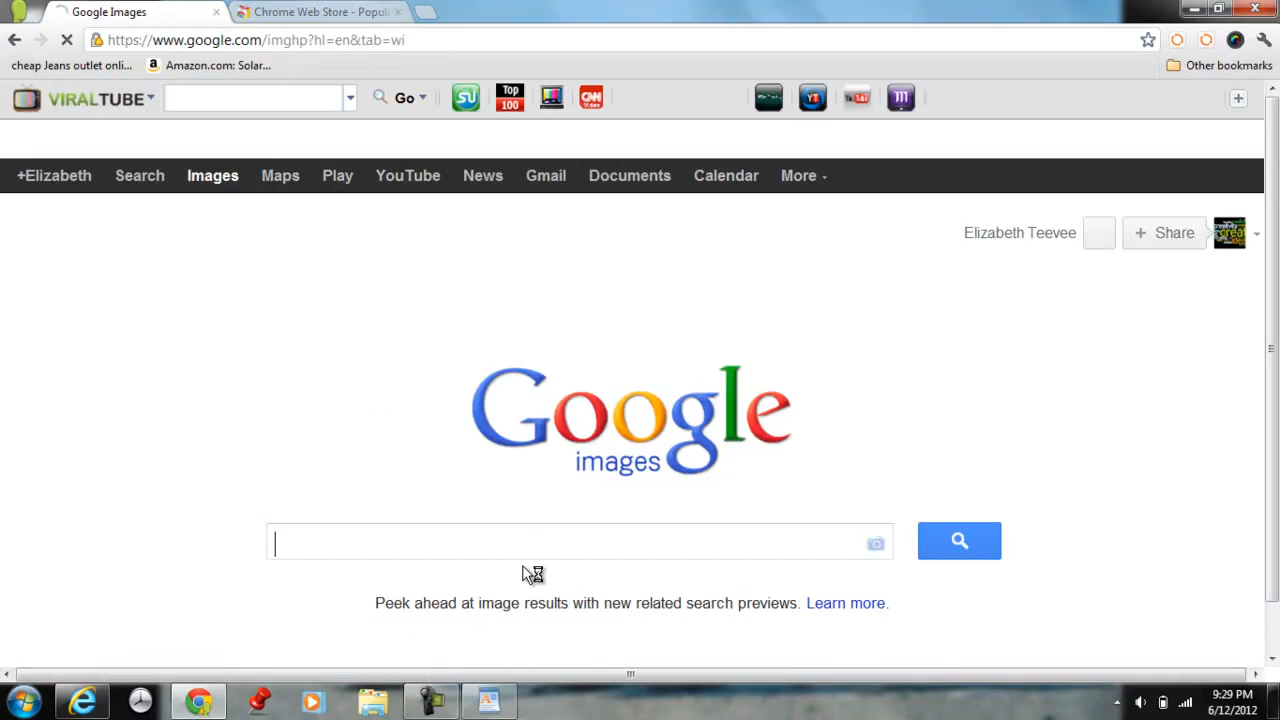 Google Images
Chrome Web Store - Popula
https://www.google.com/imghp?hl=en&tab=wi
cheap Jeans outlet onli...
Amazon.com: Solar...
Other bookmarks
VIRALTUBE
Go
SU
Top 100
CNN Video
+Elizabeth Search Images Maps Play YouTube News Gmail Documents Calendar More
Elizabeth Teevee
+ Share
Google
images
Peek ahead at image results with new related search previews. Learn more.
9:29 PM
6/12/2012